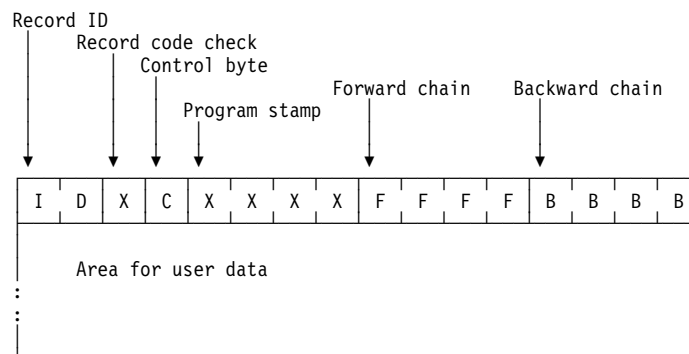 Record ID
Record code check
Control byte
Forward chain Backward chain
Program stamp
I D X C X X X X F F F F B B B B
Area for user data